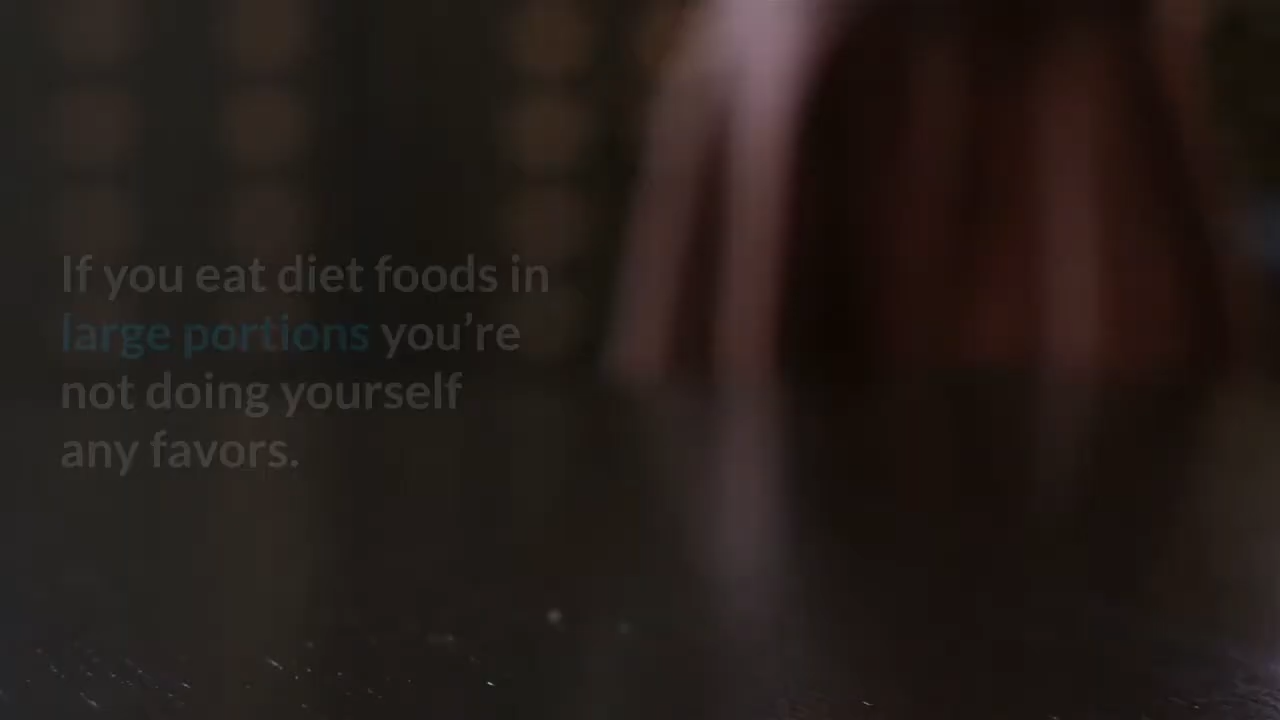 If you eat diet foods in
large portions you’re
not doing yourself
any favors.